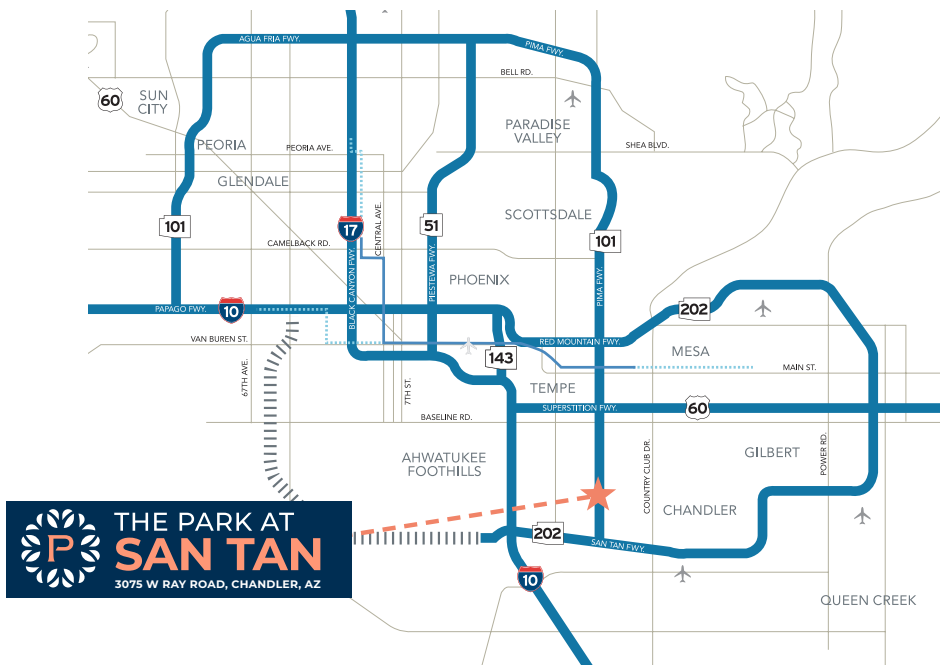 AGUA FRIA FWY.
PIMA FWY.
BELL RD.
60
SUN
CITY
PARADISE
VALLEY
PEORIA
PEORIA AVE.
SHEA BLVD.
GLENDALE
SCOTTSDALE
101
17
CENTRAL AVE.
51
101
CAMELBACK RD.
PHOENIX
BLACK CANYON FWY.
PIESTEWA FWY.
PIMA FWY.
PAPAGO FWY.
10
202
VAN BUREN ST.
RED MOUNTAIN FWY.
MESA
143
MAIN ST.
67TH AVE.
7TH ST.
TEMPE
SUPERSTITION FWY.
60
BASELINE RD.
AHWATUKEE
FOOTHILLS
COUNTRY CLUB DR.
GILBERT
POWER RD.
CHANDLER
P
THE PARK AT
SAN TAN
3075 W RAY ROAD, CHANDLER, AZ
202
SAN TAN FWY.
10
QUEEN CREEK